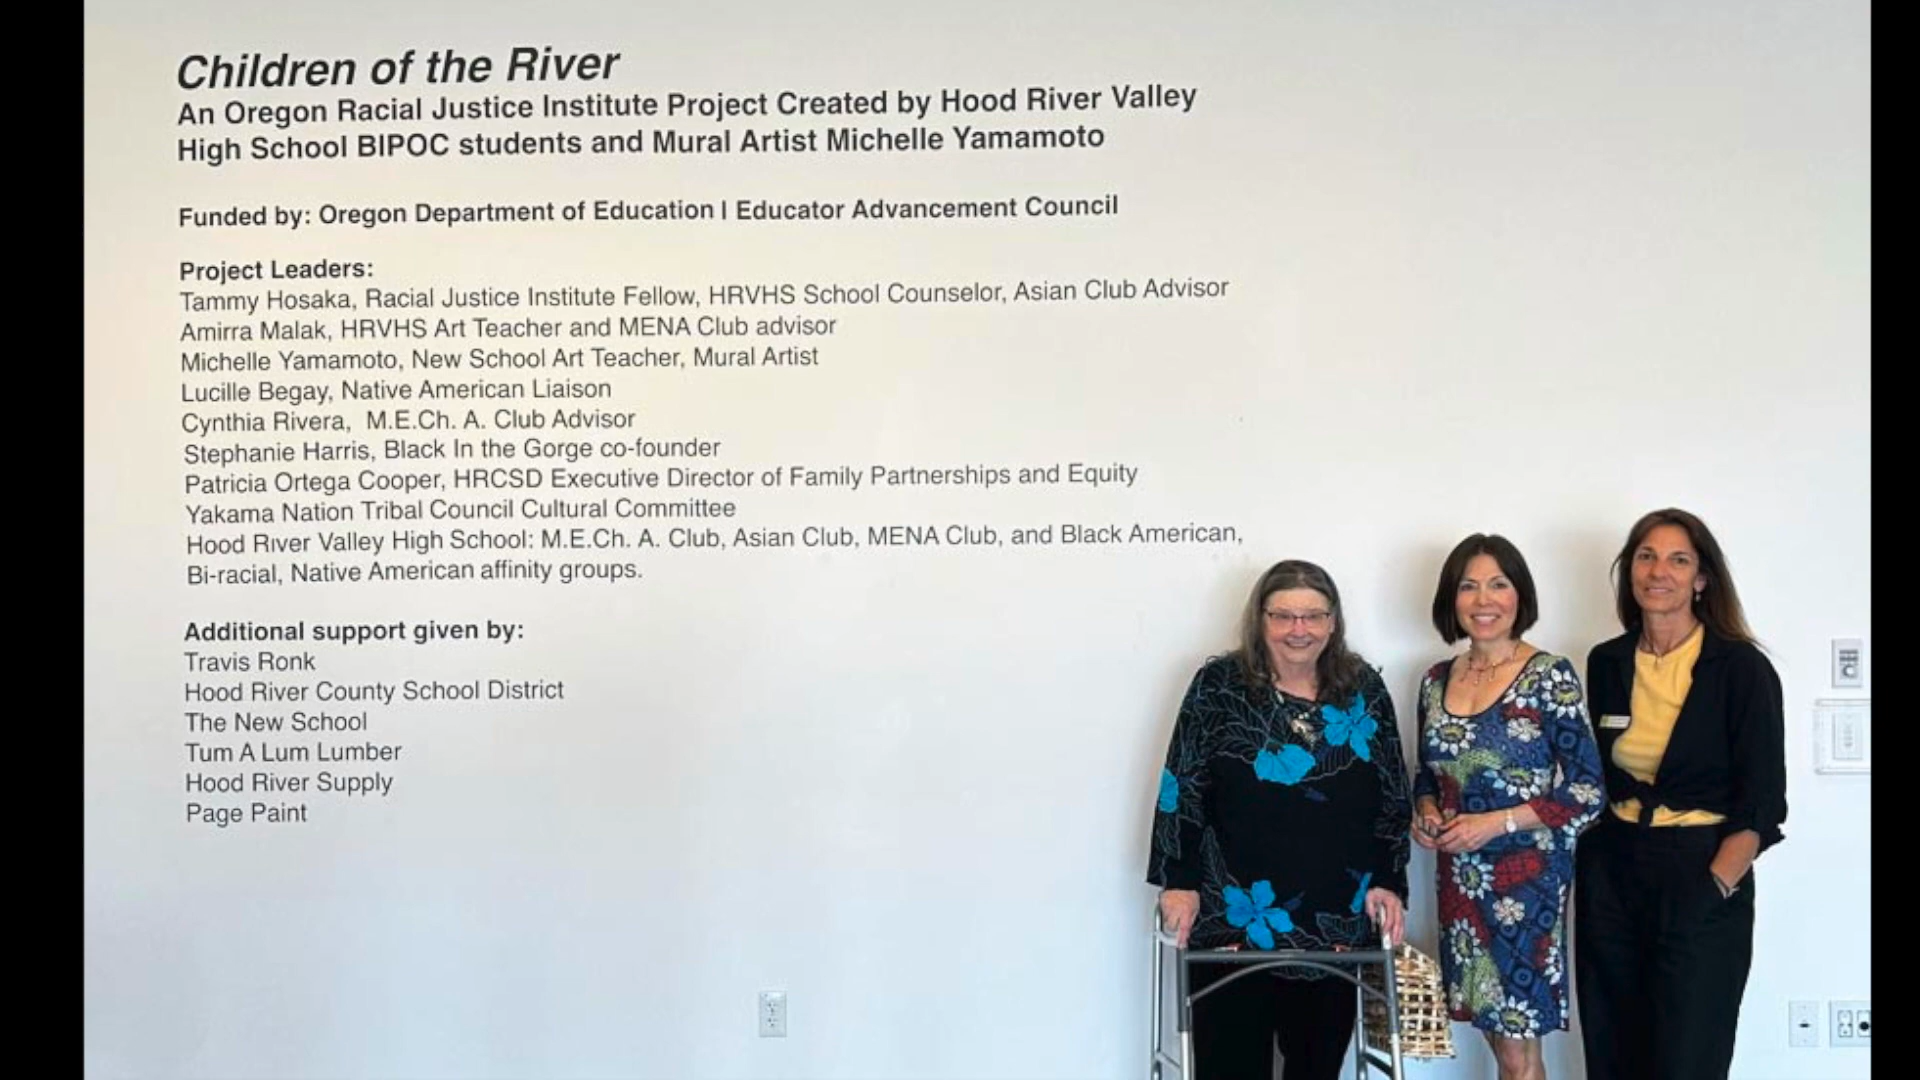 Children of the River
An Oregon Racial Justice Institute Project Created by Hood River Valley
High School BIPOC students and Mural Artist Michelle Yamamoto
Funded by: Oregon Department of Education | Educator Advancement Council
Project Leaders:
Tammy Hosaka, Racial Justice Institute Fellow, HRVHS School Counselor, Asian Club Advisor
Amirra Malak, HRVHS Art Teacher and MENA Club advisor
Michelle Yamamoto, New School Art Teacher, Mural Artist
Lucille Begay, Native American Liaison
Cynthia Rivera, M.E.Ch. A. Club Advisor
Stephanie Harris, Black In the Gorge co-founder
Patricia Ortega Cooper, HRCSD Executive Director of Family Partnerships and Equity
Yakama Nation Tribal Council Cultural Committee
Hood River Valley High School: M.E.Ch. A. Club, Asian Club, MENA Club, and Black American,
Bi-racial, Native American affinity groups.
Additional support given by:
Travis Ronk
Hood River County School District
The New School
Tum A Lum Lumber
Hood River Supply
Page Paint